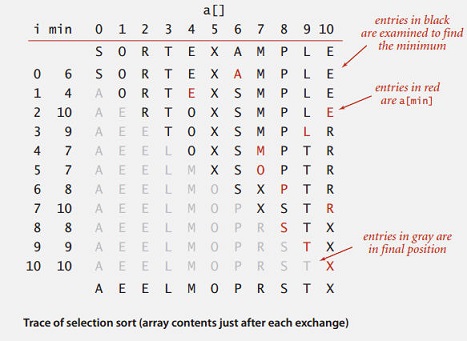 a[]
i min 0 1 2 3 4 5 6 7 8 9 10
S O R T E X A M P L E
0 6 S O R T E X A M P L E
1 4 A O R T E X S M P L E
2 10 A E R T O X S M P L E
3 9 A E E T O X S M P L R
4 7 A E E L O X S M P T R
5 7 A E E L M X S O P T R
6 8 A E E L M O S X P T R
7 10 A E E L M O P X S T R
8 8 A E E L M O P R S T X
9 9 A E E L M O P R S T X
10 10 A E E L M O P R S T X
A E E L M O P R S T X
entries in black
are examined to find
the minimum
entries in red
are a[min]
entries in gray are
in final position
Trace of selection sort (array contents just after each exchange)